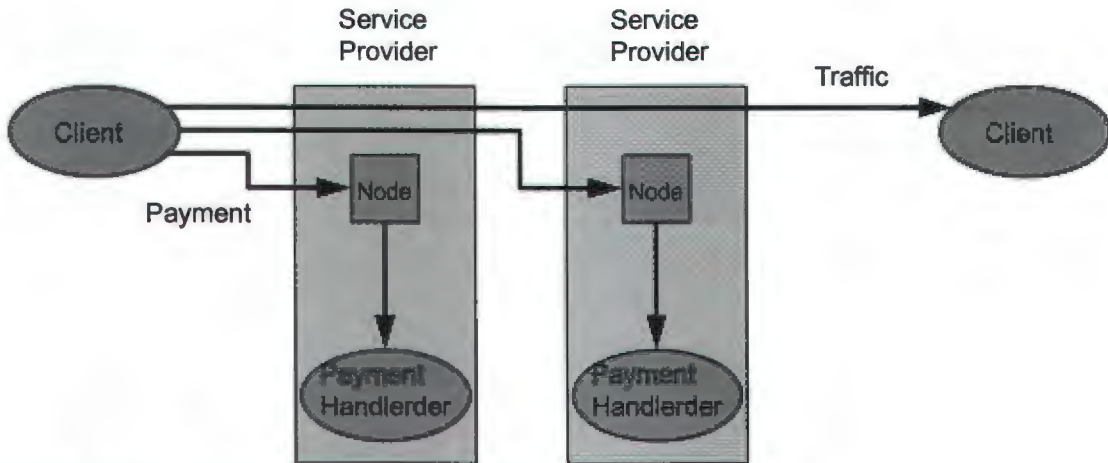 Service
Provider
Service
Provider
Traffic
Client
Client
Node
Node
Payment
Payment
Handlerder
Payment
Handlerder